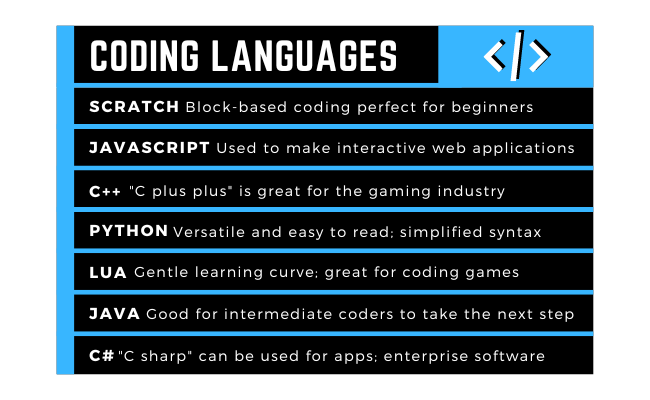 CODING LANGUAGES </>
SCRATCH Block-based coding perfect for beginners
JAVASCRIPT Used to make interactive web applications
C++ "C plus plus" is great for the gaming industry
PYTHON Versatile and easy to read; simplified syntax
LUA Gentle learning curve; great for coding games
JAVA Good for intermediate coders to take the next step
C# "C sharp" can be used for apps; enterprise software